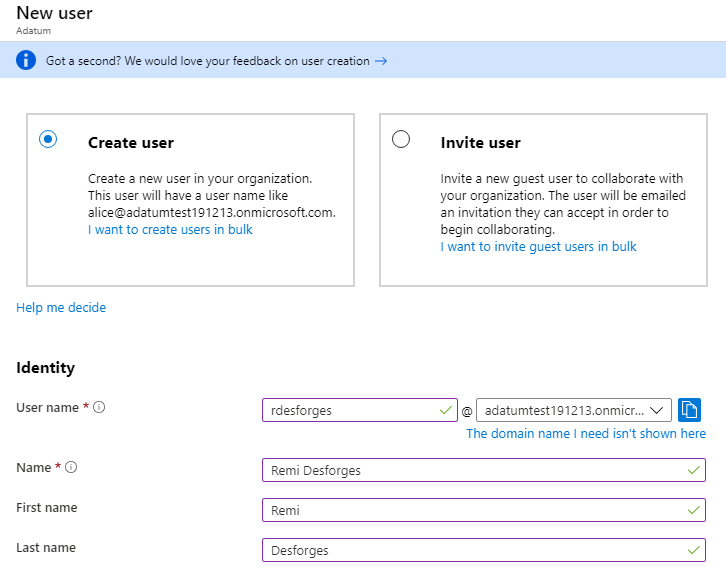 New user
Adatum
Got a second? We would love your feedback on user creation →
Create user
Create a new user in your organization.
This user will have a user name like
alice@adatumtest191213.onmicrosoft.com.
I want to create users in bulk
Invite user
Invite a new guest user to collaborate with
your organization. The user will be emailed
an invitation they can accept in order to
begin collaborating.
I want to invite guest users in bulk
Help me decide
Identity
User name * rdesforges @ adatumtest191213.onmicr...
The domain name I need isn't shown here
Name * Remi Desforges
First name Remi
Last name Desforges